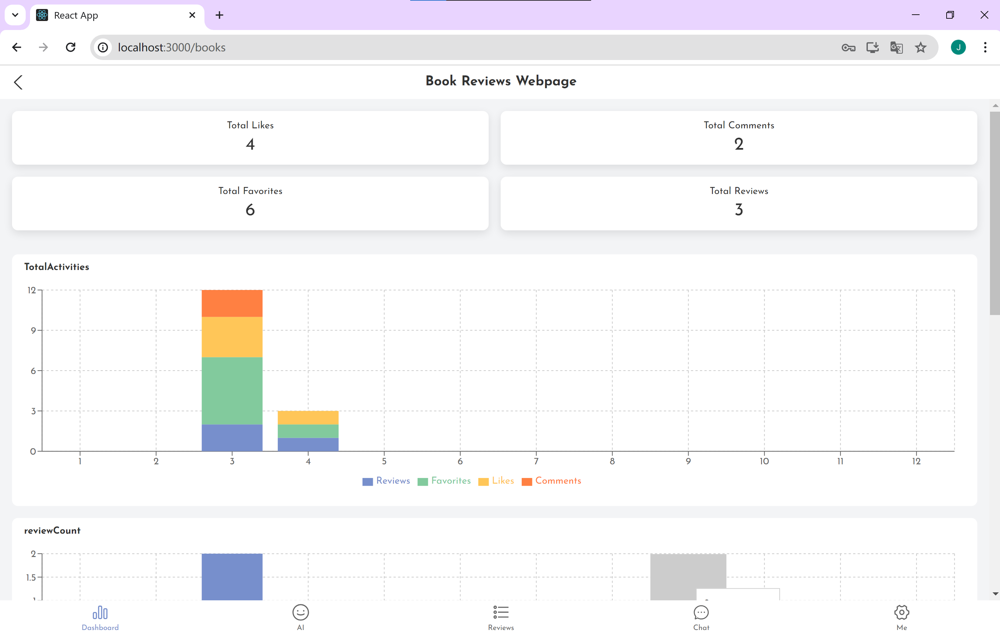 React App
localhost:3000/books
J
Book Reviews Webpage
Total Likes
4
Total Comments
2
Total Favorites
6
Total Reviews
3
TotalActivities
12
9
6
3
0
1 2 3 4 5 6 7 8 9 10 11 12
Reviews Favorites Likes Comments
reviewCount
2
1.5
Dashboard AI Reviews Chat Me